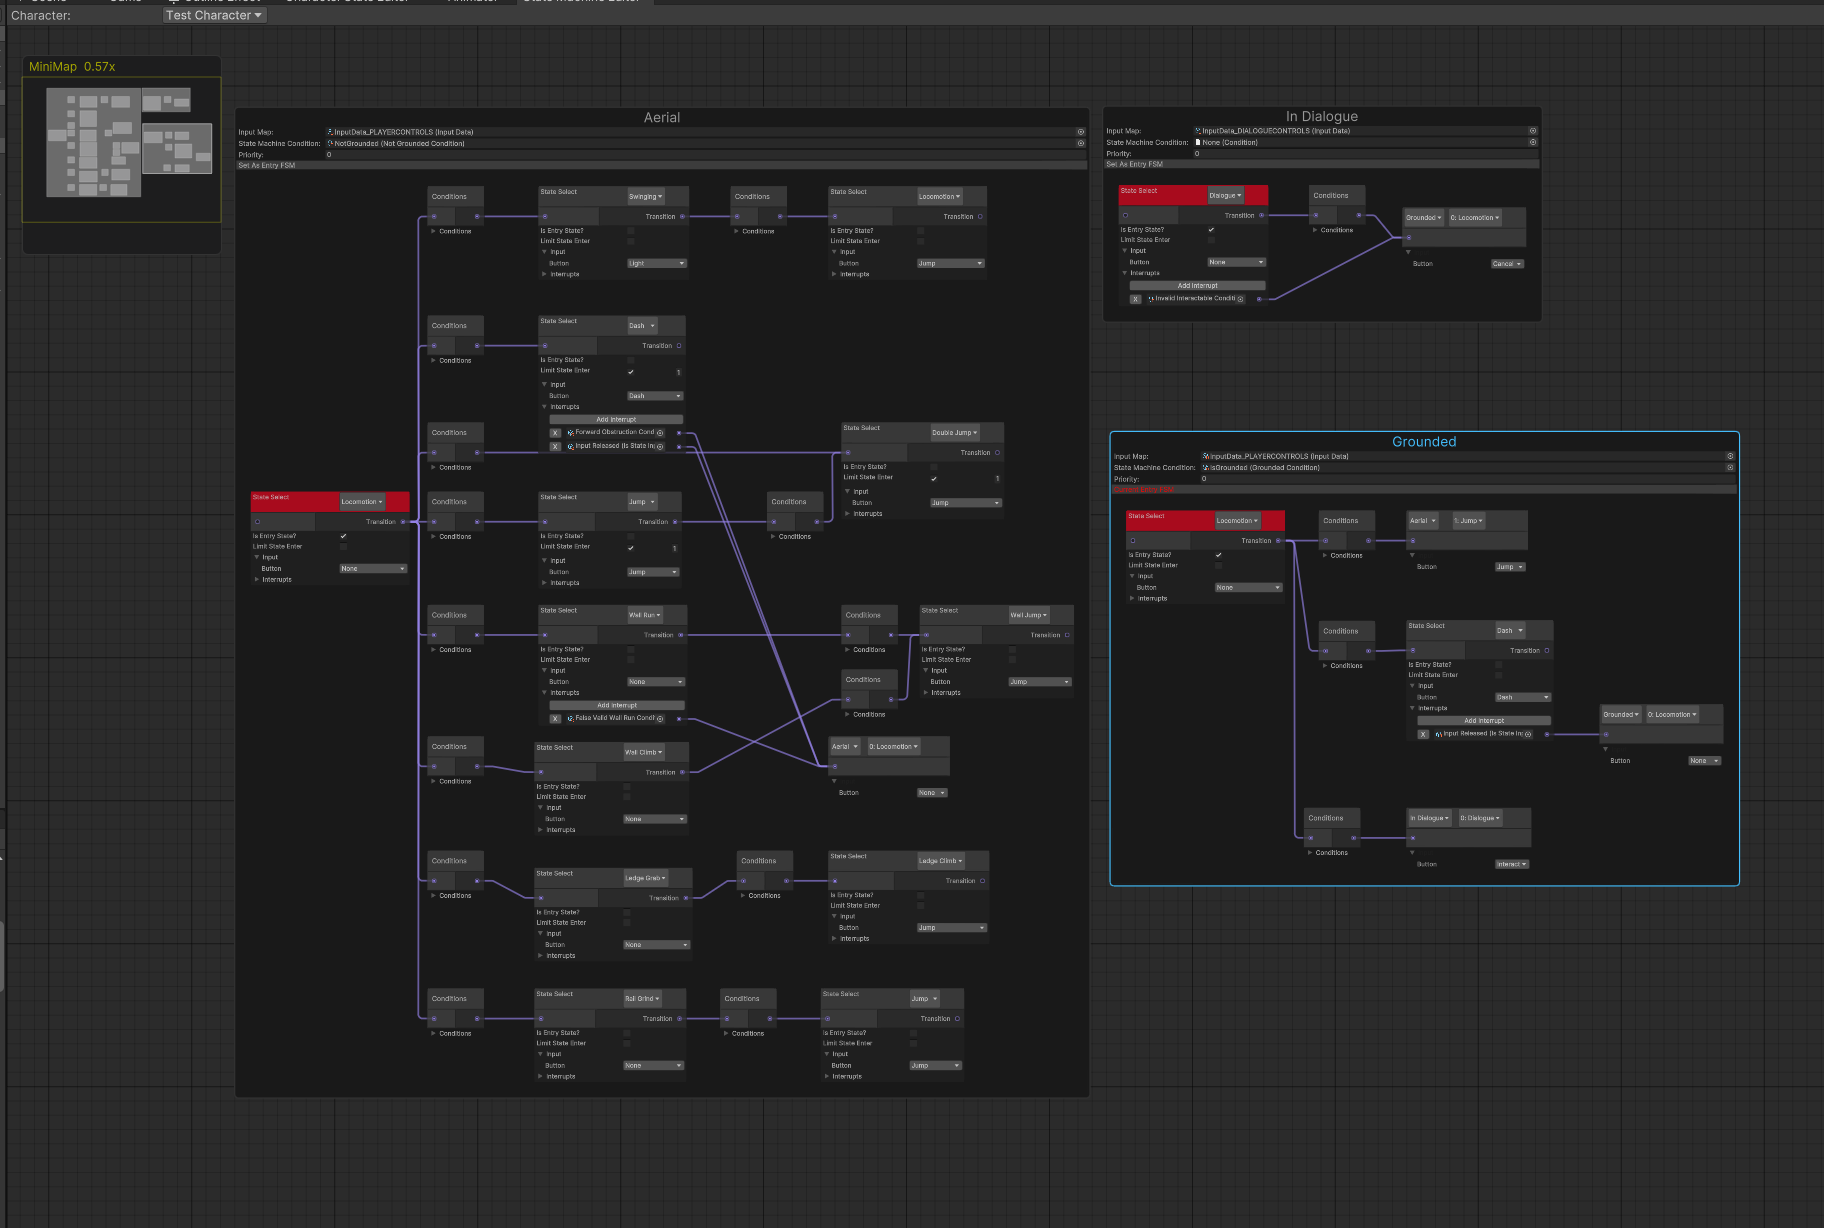 Character:
Test Character
MiniMap 0.57x
Aerial
Input Map:
InputData_PLAYERCONTROLS (Input Data)
State Machine Condition:
NotGrounded (Not Grounded Condition)
Priority:
0
Set As Entry FSM
State Select
Locomotion
Transition
Is Entry State?
Limit State Enter
Input
Button
None
Interrupts
Conditions
Conditions
State Select
Swinging
Transition
Is Entry State?
Limit State Enter
Input
Button
Light
Interrupts
Conditions
Conditions
State Select
Locomotion
Transition
Is Entry State?
Limit State Enter
Input
Button
Jump
Interrupts
Conditions
Conditions
State Select
Dash
Transition
Is Entry State?
Limit State Enter
1
Input
Button
Dash
Interrupts
Add Interrupt
X
Forward Obstruction Cond
X
Input Released (Is State In
Conditions
Conditions
State Select
Double Jump
Transition
Is Entry State?
Limit State Enter
1
Input
Button
Jump
Interrupts
Conditions
Conditions
State Select
Jump
Transition
Is Entry State?
Limit State Enter
1
Input
Button
Jump
Interrupts
Conditions
Conditions
Conditions
Conditions
State Select
Wall Run
Transition
Is Entry State?
Limit State Enter
Input
Button
None
Interrupts
Add Interrupt
X
False Valid Wall Run Condi
Conditions
Conditions
State Select
Wall Jump
Transition
Is Entry State?
Limit State Enter
Input
Button
Jump
Interrupts
Conditions
Conditions
Conditions
Conditions
State Select
Wall Climb
Transition
Is Entry State?
Limit State Enter
Input
Button
None
Interrupts
Aerial
0: Locomotion
Button
None
Conditions
Conditions
State Select
Ledge Grab
Transition
Is Entry State?
Limit State Enter
Input
Button
None
Interrupts
Conditions
Conditions
State Select
Ledge Climb
Transition
Is Entry State?
Limit State Enter
Input
Button
Jump
Interrupts
Conditions
Conditions
State Select
Rail Grind
Transition
Is Entry State?
Limit State Enter
Input
Button
None
Interrupts
Conditions
Conditions
State Select
Jump
Transition
Is Entry State?
Limit State Enter
Input
Button
Jump
Interrupts
In Dialogue
Input Map:
InputData_DIALOGUECONTROLS (Input Data)
State Machine Condition:
None (Condition)
Priority:
0
Set As Entry FSM
State Select
Dialogue
Transition
Is Entry State?
Limit State Enter
Input
Button
None
Interrupts
Add Interrupt
X
Invalid Interactable Conditi
Conditions
Conditions
Grounded
0: Locomotion
Button
Cancel
Grounded
Input Map:
InputData_PLAYERCONTROLS (Input Data)
State Machine Condition:
IsGrounded (Grounded Condition)
Priority:
0
State Select
Locomotion
Transition
Is Entry State?
Limit State Enter
Input
Button
None
Interrupts
Conditions
Conditions
Aerial
1: Jump
Button
Jump
Conditions
Conditions
State Select
Dash
Transition
Is Entry State?
Limit State Enter
Input
Button
Dash
Interrupts
Add Interrupt
X
Input Released (Is State In
Grounded
0: Locomotion
Button
None
Conditions
Conditions
In Dialogue
0: Dialogue
Button
Interact